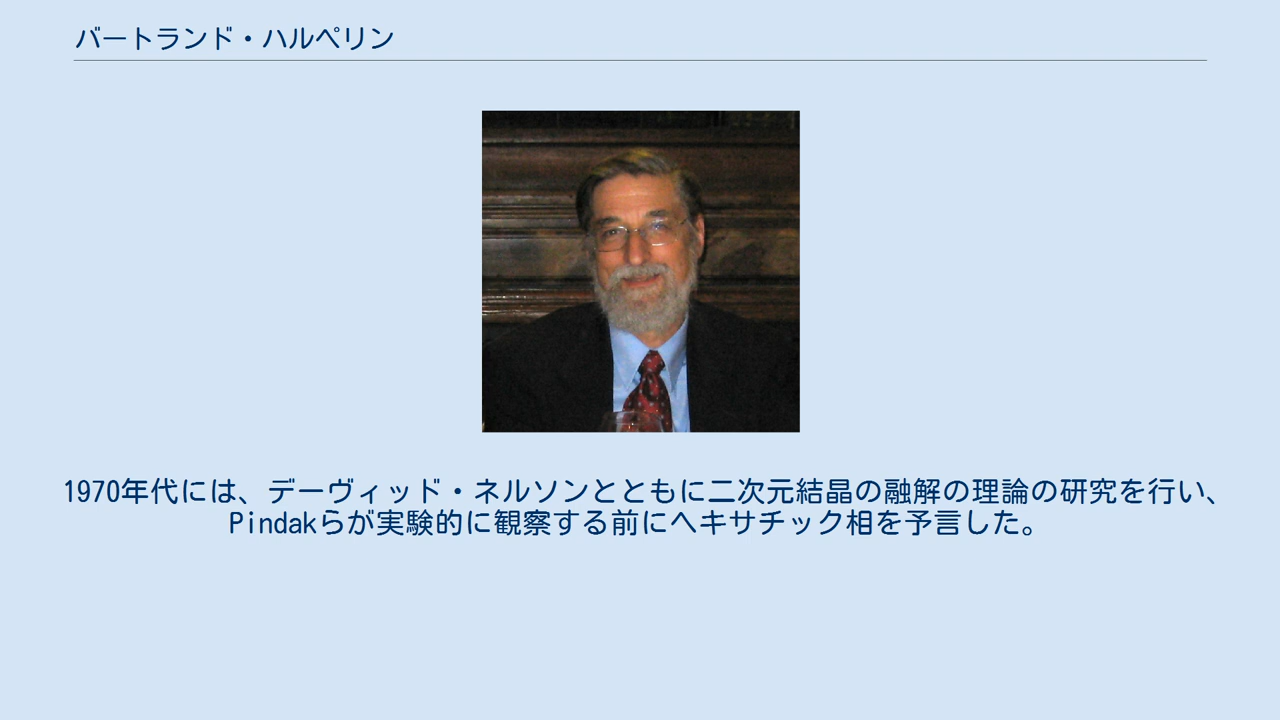 バートランド・ハルペリン
1970年代には、デーヴィッド・ネルソンとともに二次元結晶の融解の理論の研究を行い、
Pindakらが実験的に観察する前にヘキサチック相を予言した。